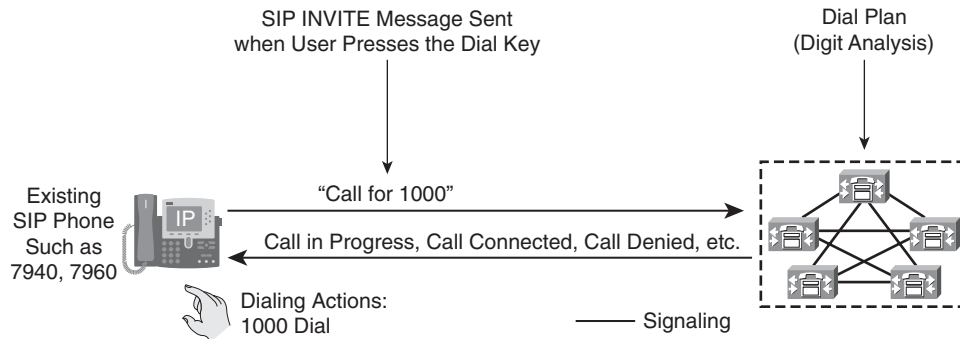 SIP INVITE Message Sent
when User Presses the Dial Key
Dial Plan
(Digit Analysis)
Existing
SIP Phone
Such as
7940, 7960
IP
“Call for 1000”
Call in Progress, Call Connected, Call Denied, etc.
Dialing Actions:
1000 Dial
Signaling